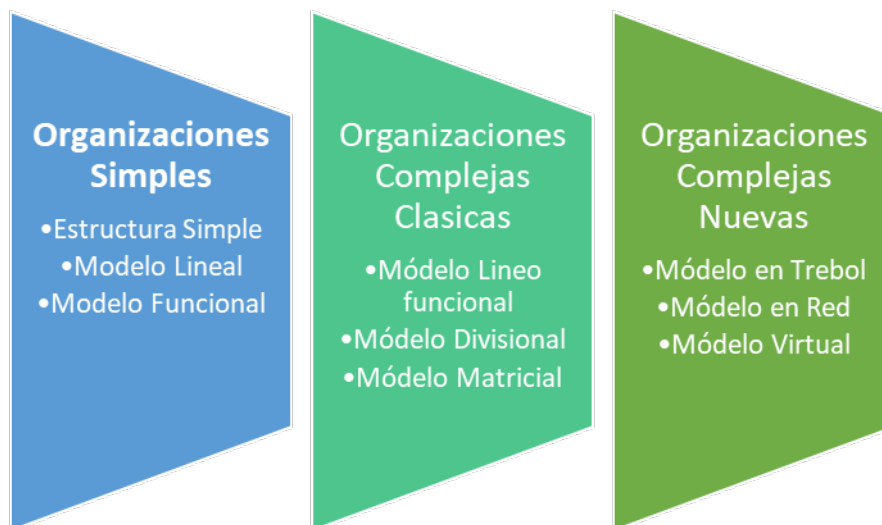 Organizaciones
Simples
•Estructura Simple
•Modelo Lineal
•Modelo Funcional
Organizaciones
Complejas
Clasicas
•Módelo Lineo
funcional
•Módelo Divisional
•Módelo Matricial
Organizaciones
Complejas
Nuevas
•Módelo en Trebol
•Módelo en Red
•Módelo Virtual